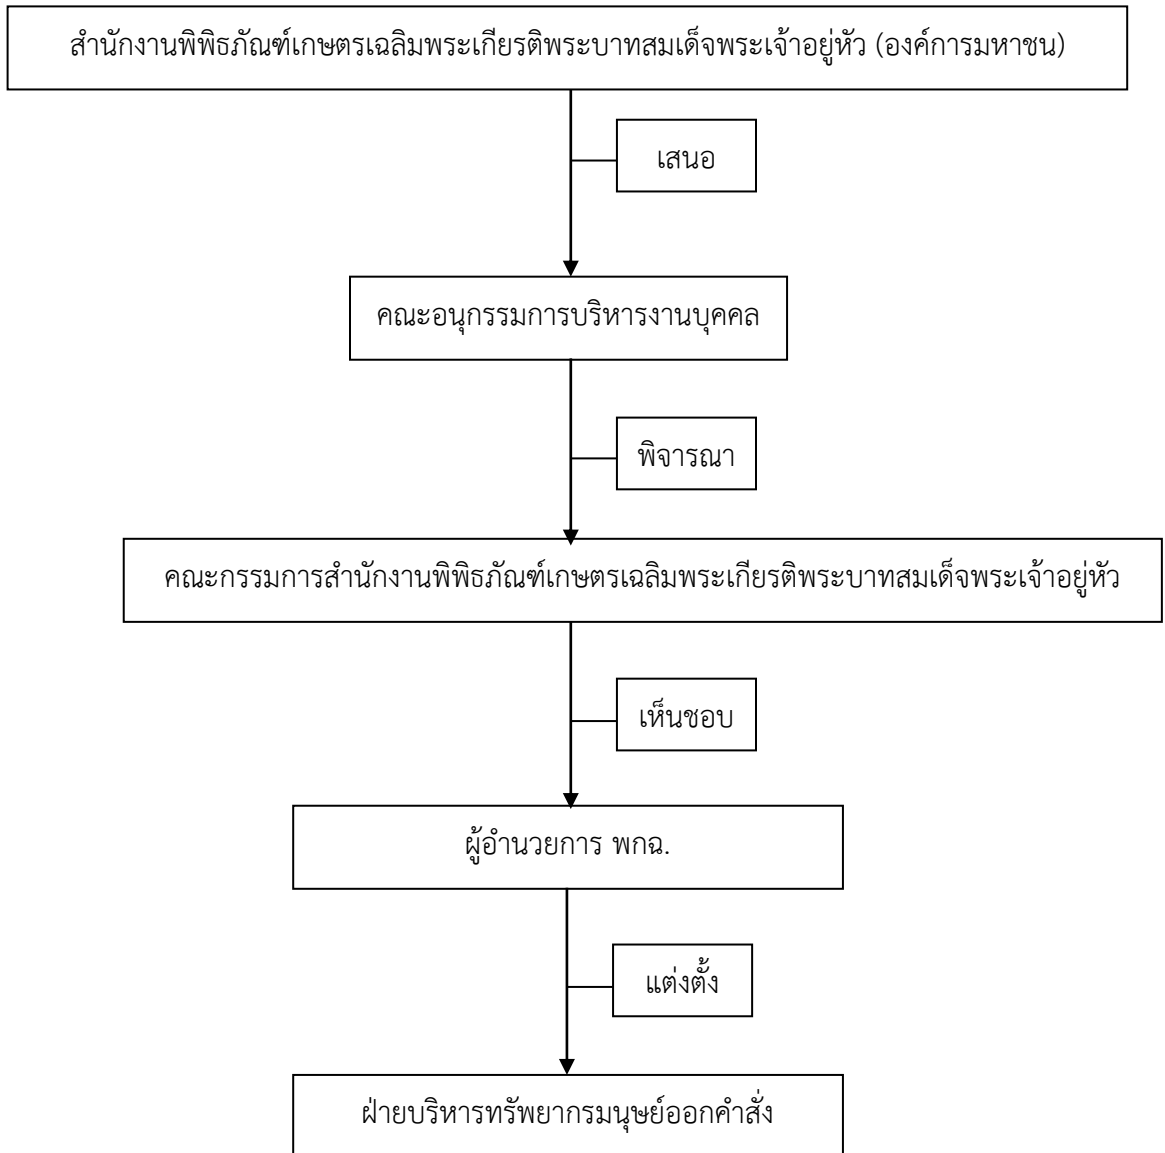 สำนักงานพิพิธภัณฑ์เกษตรเฉลิมพระเกียรติพระบาทสมเด็จพระเจ้าอยู่หัว (องค์การมหาชน)
เสนอ
คณะอนุกรรมการบริหารงานบุคคล
พิจารณา
คณะกรรมการสำนักงานพิพิธภัณฑ์เกษตรเฉลิมพระเกียรติพระบาทสมเด็จพระเจ้าอยู่หัว
เห็นชอบ
ผู้อำนวยการ พกฉ.
แต่งตั้ง
ฝ่ายบริหารทรัพยากรมนุษย์ออกคำสั่ง